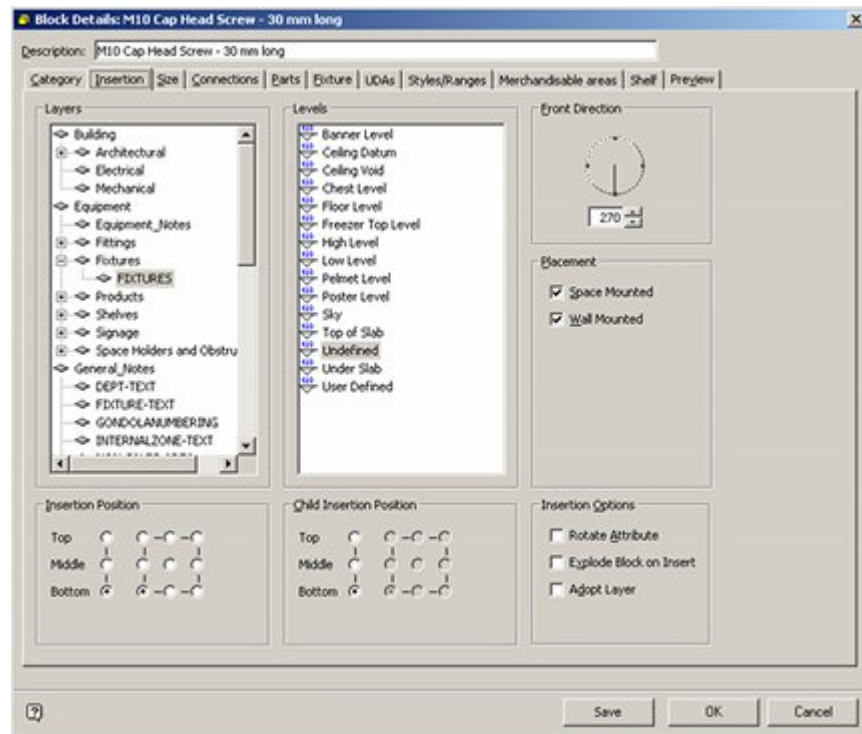 Block Details: M10 Cap Head Screw - 30 mm long
Description: M10 Cap Head Screw - 30 mm long
Category Insertion Size Connections Parts Fixture UDAs Styles/Ranges Merchandisable areas Shelf Preview
Layers
Building
Architectural
Electrical
Mechanical
Equipment
Equipment_Notes
Fittings
Fixtures
FIXTURES
Products
Shelves
Signage
Space Holders and Obstru
General_Notes
DEPT-TEXT
FIXTURE-TEXT
GONDOLANUMBERING
INTERNALZONE-TEXT
Levels
Banner Level
Ceiling Datum
Ceiling Void
Chest Level
Floor Level
Freezer Top Level
High Level
Low Level
Pelmet Level
Poster Level
Sky
Top of Slab
Undefined
Under Slab
User Defined
Front Direction
270
Placement
Space Mounted
Wall Mounted
Insertion Position
Top
Middle
Bottom
Child Insertion Position
Top
Middle
Bottom
Insertion Options
Rotate Attribute
Explode Block on Insert
Adopt Layer
Save OK Cancel